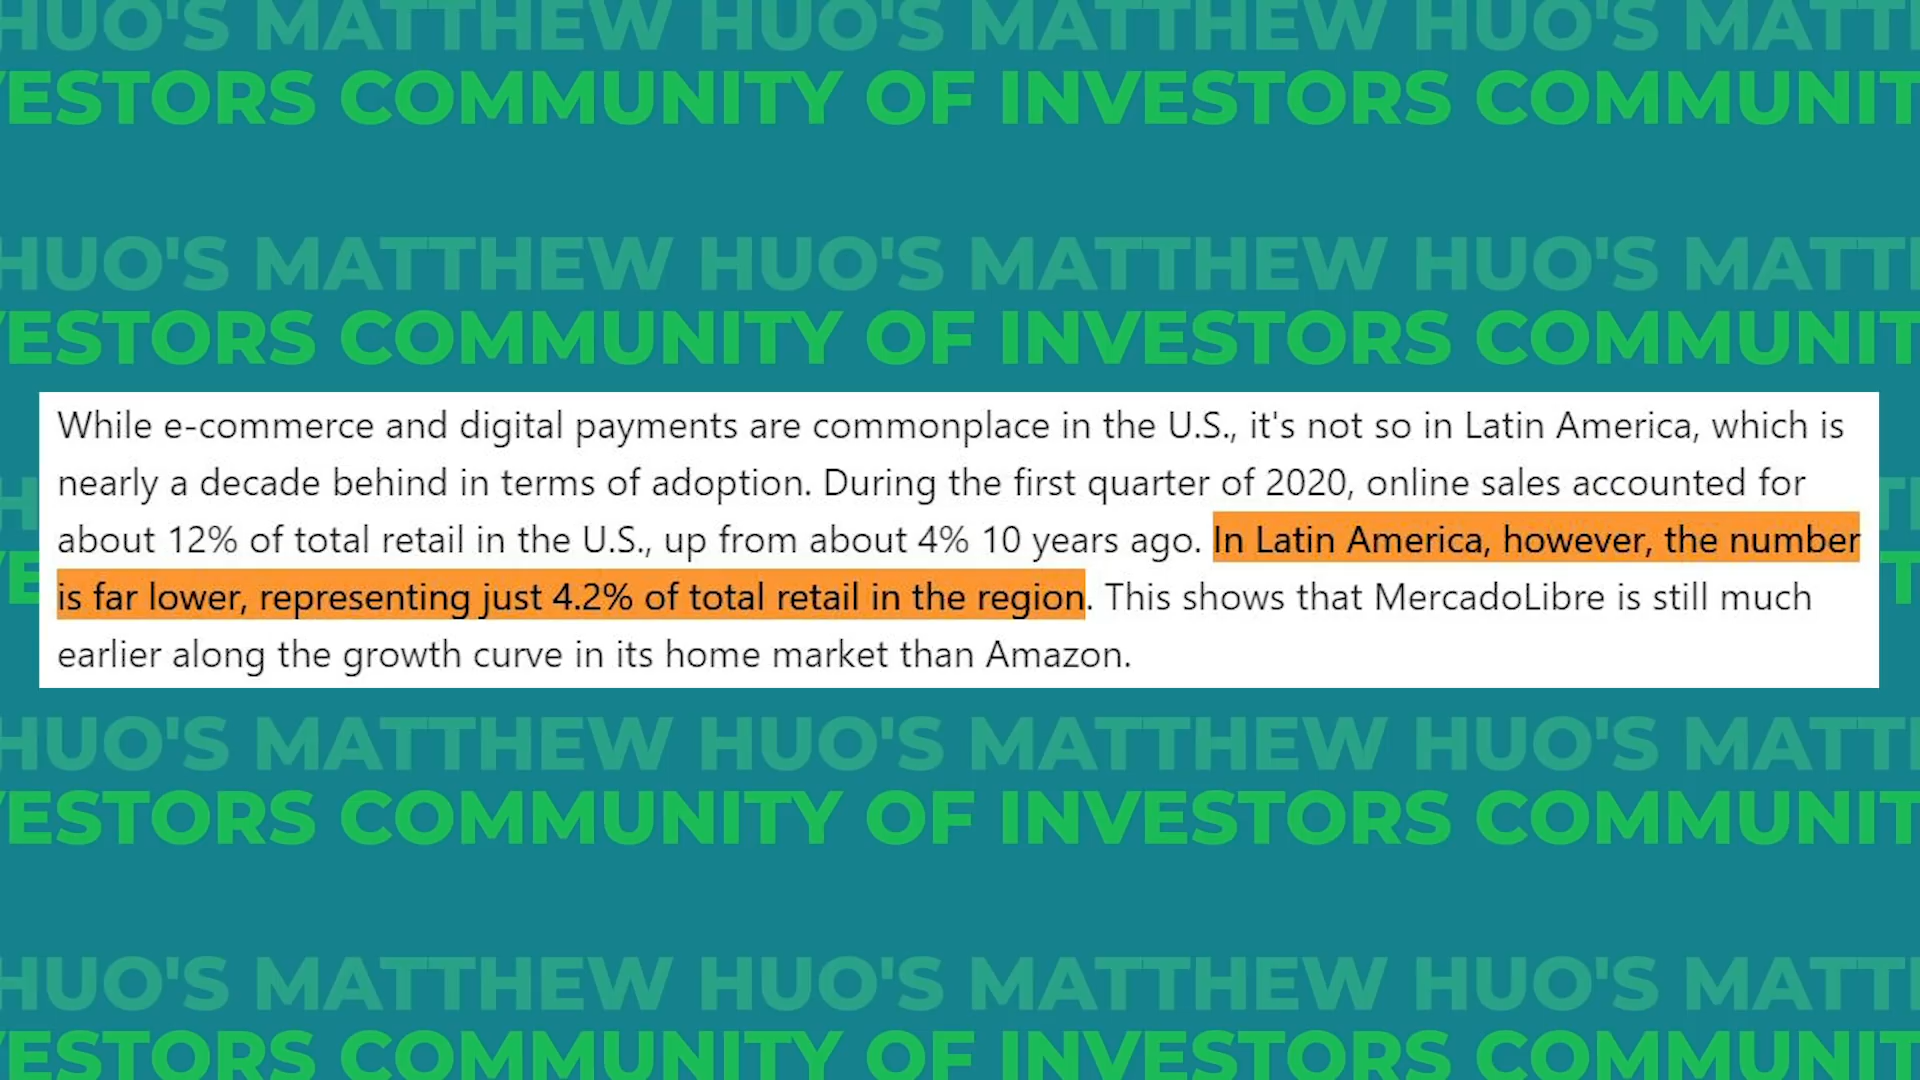 HUO'S MATTHEW HUO'S MATTHEW HUO'S MATT
ESTORS COMMUNITY OF INVESTORS COMMUNIT
HUO'S MATTHEW HUO'S MATTHEW HUO'S MATT
ESTORS COMMUNITY OF INVESTORS COMMUNIT
While e-commerce and digital payments are commonplace in the U.S., it's not so in Latin America, which is
nearly a decade behind in terms of adoption. During the first quarter of 2020, online sales accounted for
about 12% of total retail in the U.S., up from about 4% 10 years ago. In Latin America, however, the number
is far lower, representing just 4.2% of total retail in the region. This shows that MercadoLibre is still much
earlier along the growth curve in its home market than Amazon.
HUO'S MATTHEW HUO'S MATTHEW HUO'S MATT
ESTORS COMMUNITY OF INVESTORS COMMUNIT
HUO'S MATTHEW HUO'S MATTHEW HUO'S MATT
ESTORS COMMUNITY OF INVESTORS COMMUNIT